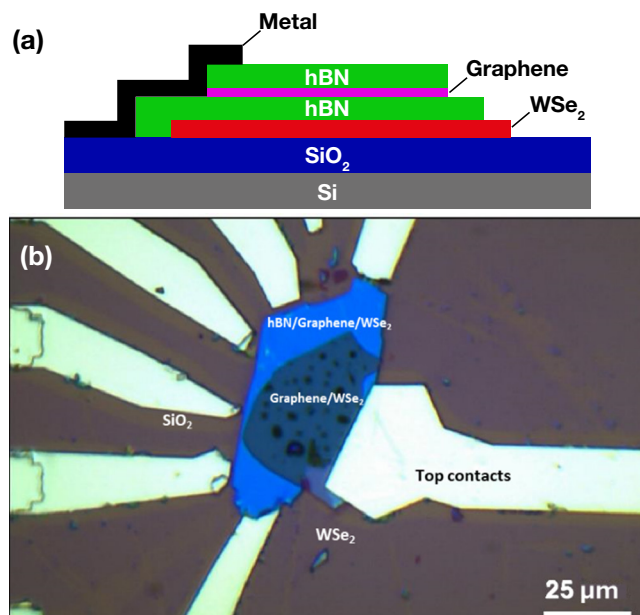 (a)
Metal
hBN
Graphene
hBN
WSe₂
SiO₂
Si
(b)
hBN/Graphene/WSe₂
Graphene/WSe₂
SiO₂
Top contacts
WSe₂
25 μm